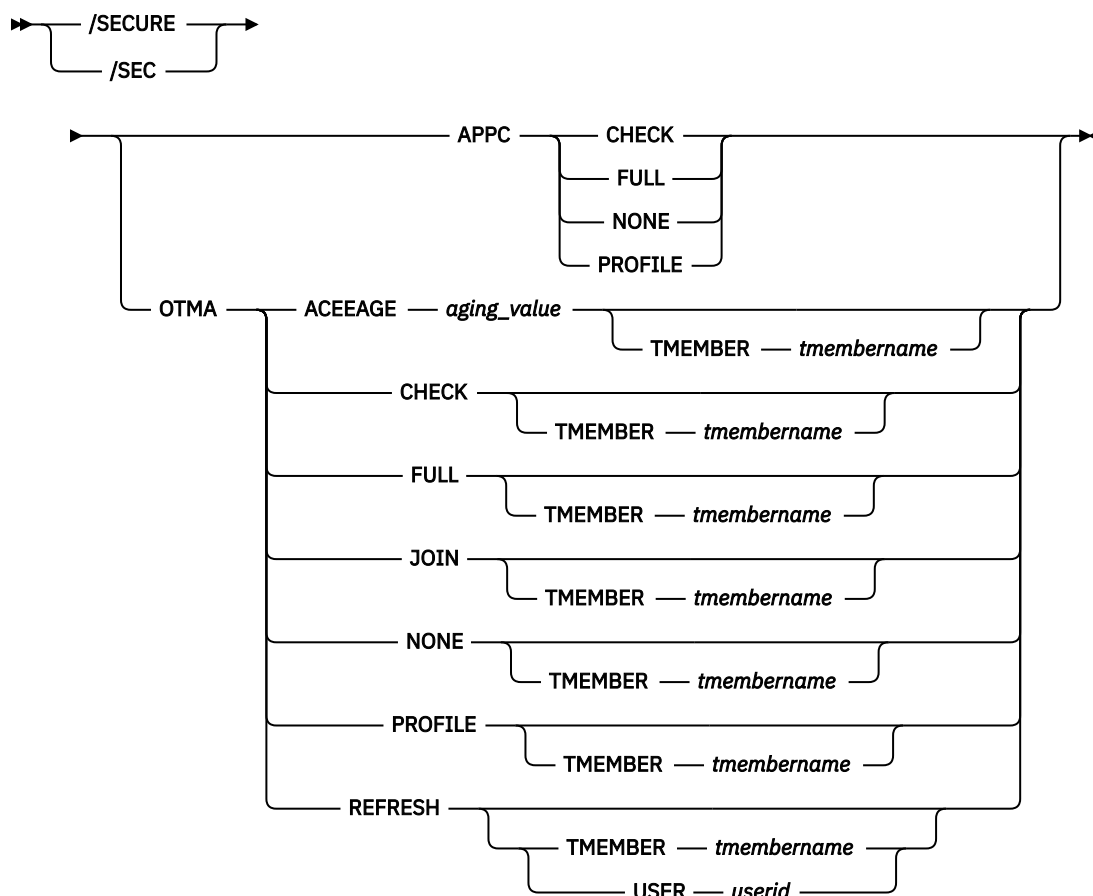 /SECURE
/SEC
APPC CHECK
FULL
NONE
PROFILE
OTMA ACEEAGE aging_value
TMEMBER tmembername
CHECK
TMEMBER tmembername
FULL
TMEMBER tmembername
JOIN
TMEMBER tmembername
NONE
TMEMBER tmembername
PROFILE
TMEMBER tmembername
REFRESH
TMEMBER tmembername
USER userid